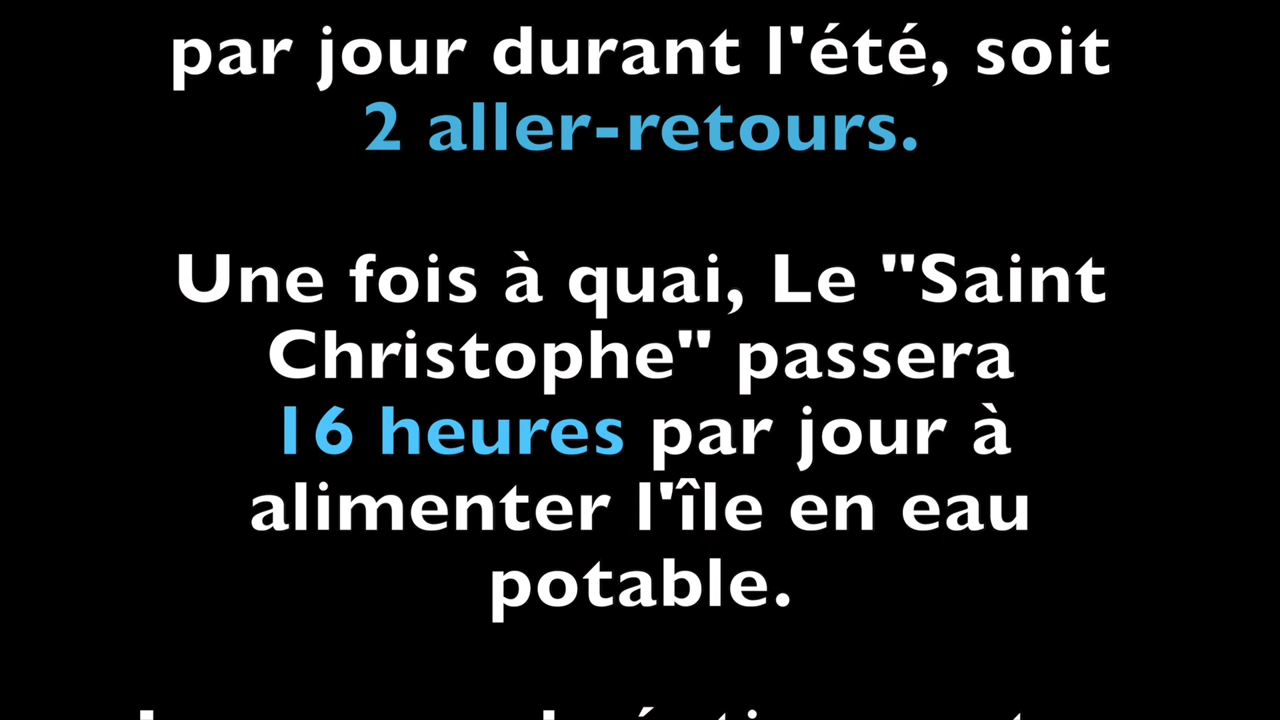 par jour durant l'été, soit
2 aller-retours.
Une fois à quai, Le "Saint
Christophe" passera
16 heures par jour à
alimenter l'île en eau
potable.